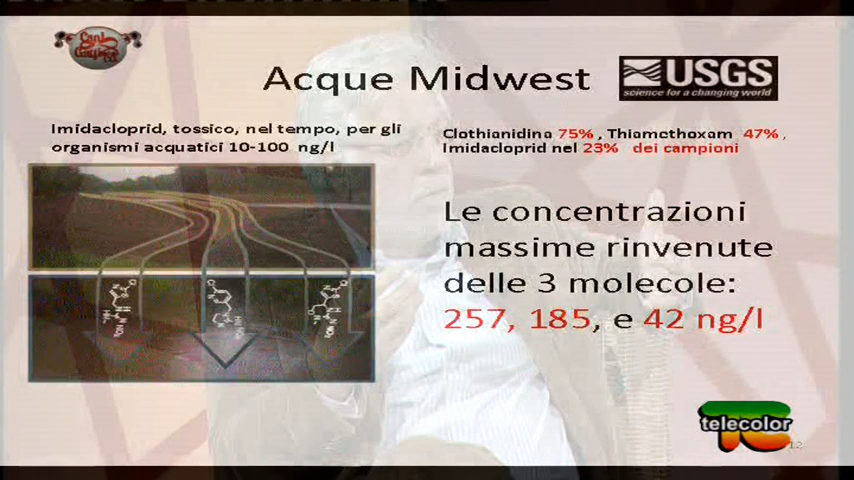 Acque Midwest
USGS
science for a changing world
Imidacloprid, tossico, nel tempo, per gli
organismi acquatici 10-100 ng/l
Clothianidina 75% , Thiamethoxam 47% ,
Imidacloprid nel 23% dei campioni
Le concentrazioni
massime rinvenute
delle 3 molecole:
257, 185, e 42 ng/l
telecolor
12